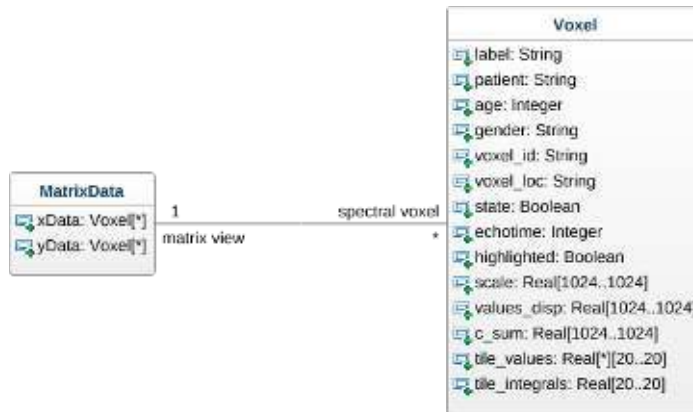 Voxel
label: String
patient: String
age: Integer
gender: String
voxel_id: String
voxel_loc: String
state: Boolean
echotime: Integer
highlighted: Boolean
scale: Real[1024..1024]
values_disp: Real[1024..1024]
c_sum: Real[1024..1024]
tile_values: Real[*][20..20]
tile_integrals: Real[20..20]
MatrixData
xData: Voxel[*]
yData: Voxel[*]
1
matrix view
spectral voxel
*